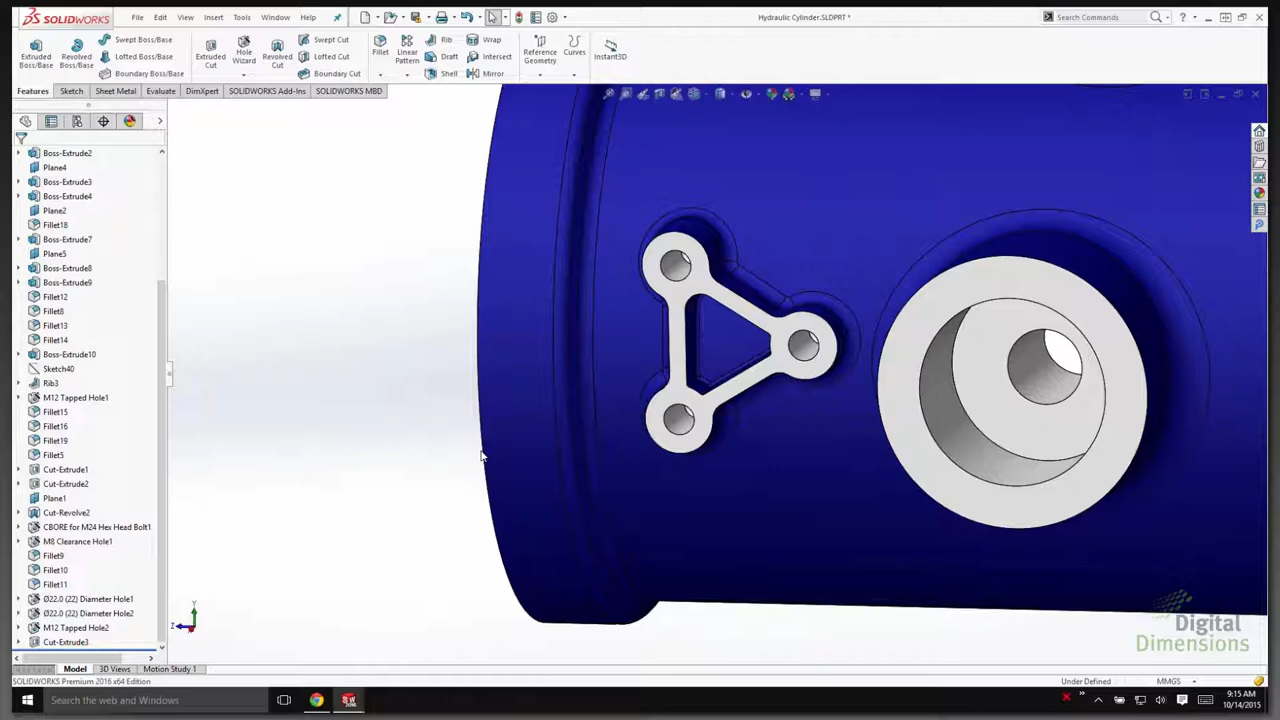 SOLIDWORKS File Edit View Insert Tools Window Help Hydraulic Cylinder.SLDPRT * Search Commands
Extruded Boss/Base
Revolved Boss/Base
Swept Boss/Base
Lofted Boss/Base
Boundary Boss/Base
Extruded Cut
Hole Wizard
Revolved Cut
Swept Cut
Lofted Cut
Boundary Cut
Fillet
Linear Pattern
Rib
Draft
Shell
Wrap
Intersect
Mirror
Reference Geometry
Curves
Instant3D
Features Sketch Sheet Metal Evaluate DimXpert SOLIDWORKS Add-Ins SOLIDWORKS MBD
Boss-Extrude2
Plane4
Boss-Extrude3
Boss-Extrude4
Plane2
Fillet18
Boss-Extrude7
Plane5
Boss-Extrude8
Boss-Extrude9
Fillet12
Fillet8
Fillet13
Fillet14
Boss-Extrude10
Sketch40
Rib3
M12 Tapped Hole1
Fillet15
Fillet16
Fillet19
Fillet5
Cut-Extrude1
Cut-Extrude2
Plane1
Cut-Revolve2
CBORE for M24 Hex Head Bolt1
M8 Clearance Hole1
Fillet9
Fillet10
Fillet11
Ø22.0 (22) Diameter Hole1
Ø22.0 (22) Diameter Hole2
M12 Tapped Hole2
Cut-Extrude3
Y
Z
Digital
Dimensions
Model 3D Views Motion Study 1
SOLIDWORKS Premium 2016 x64 Edition Under Defined MMGS
Search the web and Windows
9:15 AM
10/14/2015